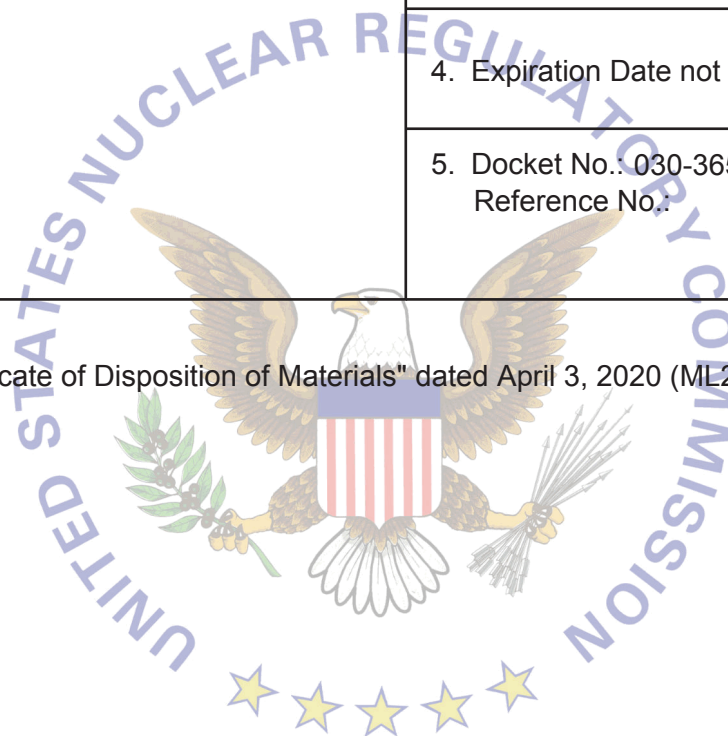 4. Expiration Date not
5. Docket No.: 030-365
Reference No.:
cate of Disposition of Materials" dated April 3, 2020 (ML2
UNITED STATES NUCLEAR REGULATORY COMMISSION